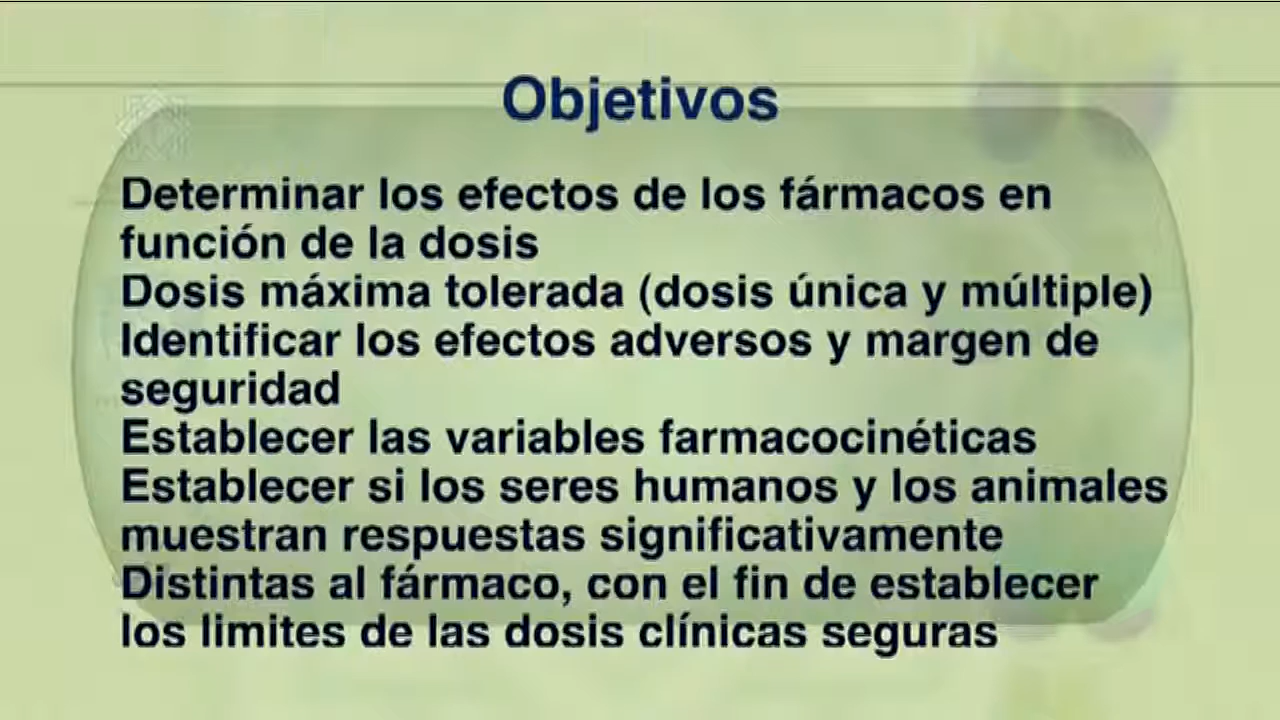 Objetivos
Determinar los efectos de los fármacos en
función de la dosis
Dosis máxima tolerada (dosis única y múltiple)
Identificar los efectos adversos y margen de
seguridad
Establecer las variables farmacocinéticas
Establecer si los seres humanos y los animales
muestran respuestas significativamente
Distintas al fármaco, con el fin de establecer
los limites de las dosis clínicas seguras